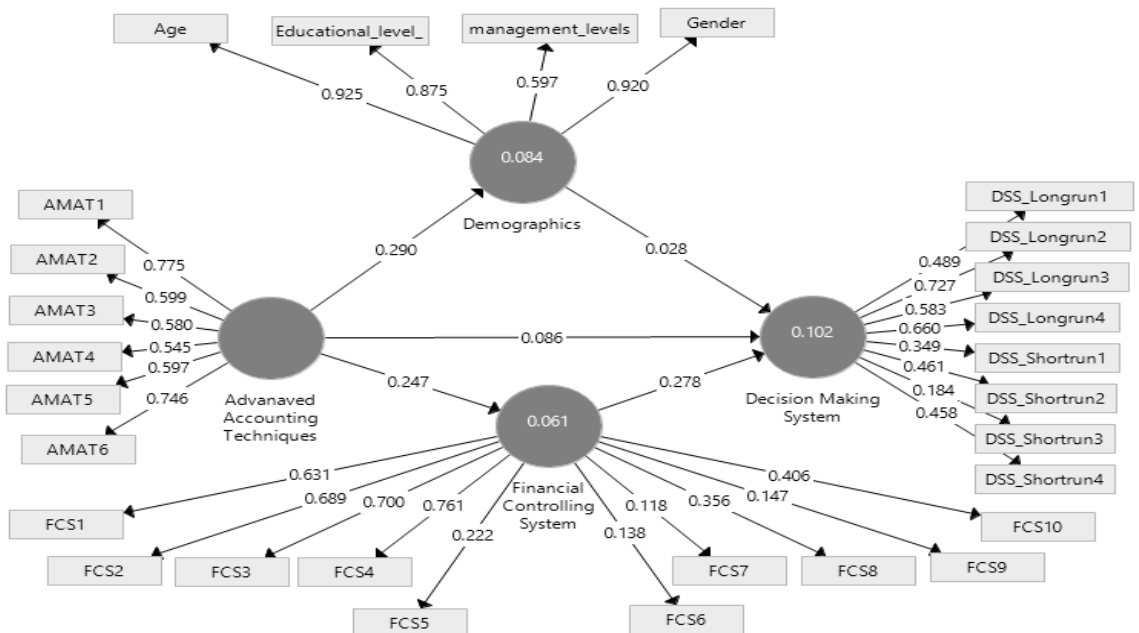 Age
Educational_level_
management_levels
Gender
0.925
0.875
0.597
0.920
0.084
Demographics
AMAT1
AMAT2
AMAT3
AMAT4
AMAT5
AMAT6
0.775
0.599
0.580
0.545
0.597
0.746
Advanaved
Accounting
Techniques
0.290
0.028
0.086
0.247
0.278
0.102
Decision Making
System
DSS_Longrun1
DSS_Longrun2
DSS_Longrun3
DSS_Longrun4
DSS_Shortrun1
DSS_Shortrun2
DSS_Shortrun3
DSS_Shortrun4
0.489
0.727
0.583
0.660
0.349
0.461
0.184
0.458
0.061
Financial
Controlling
System
0.631
0.689
0.700
0.761
0.222
0.138
0.118
0.356
0.147
0.406
FCS1
FCS2
FCS3
FCS4
FCS5
FCS6
FCS7
FCS8
FCS9
FCS10